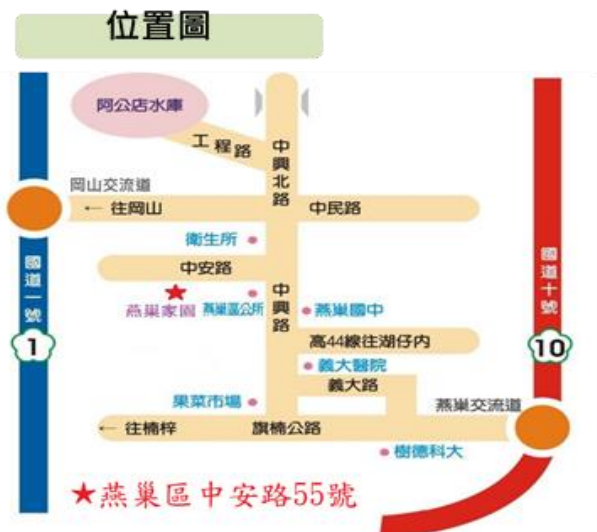 位置圖
阿公店水庫
工程路
中興北路
岡山交流道
← 往岡山
中民路
衛生所
國道一號
國道十號
中安路
燕巢家園
燕巢區公所
中興路
燕巢國中
高44線往湖仔內
1
10
義大醫院
義大路
果菜市場
燕巢交流道
← 往楠梓
旗楠公路
樹德科大
★燕巢區中安路55號